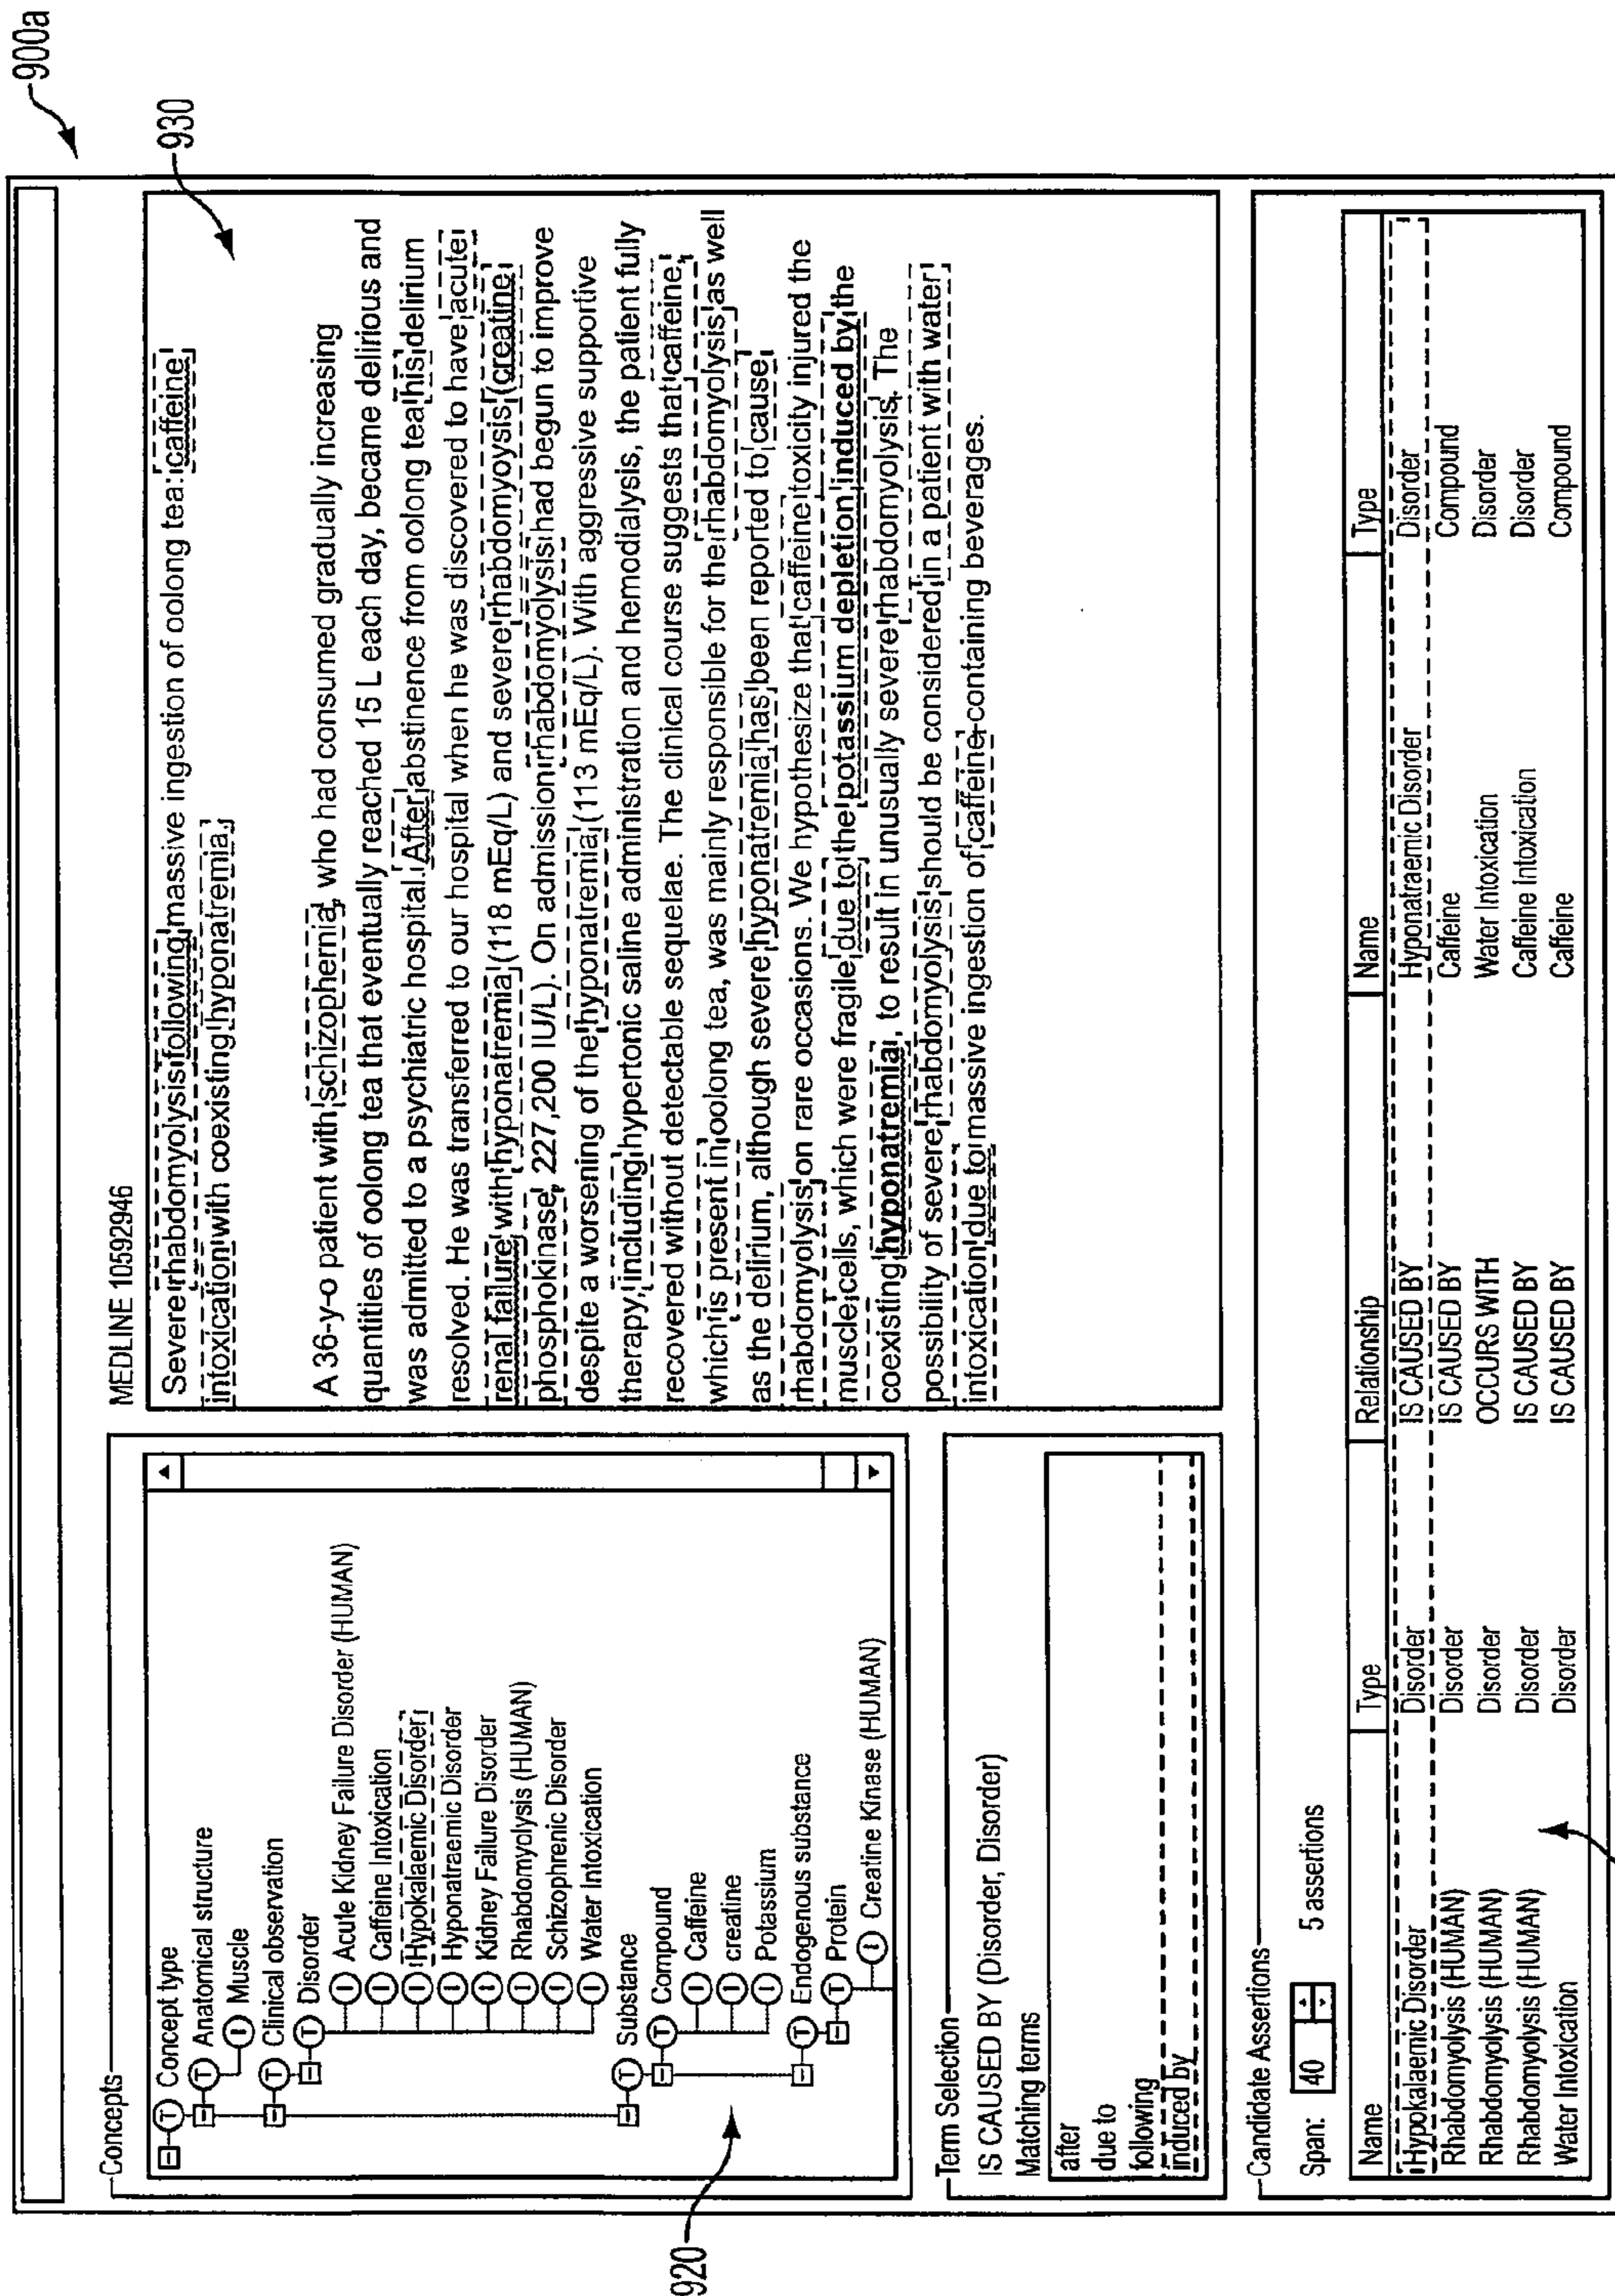 900a
MEDLINE 10592946
930
Severe rhabdomyolysis following massive ingestion of oolong tea caffeine
intoxication with coexisting hyponatremia.
A 36-y-o patient with schizophernia, who had consumed gradually increasing
quantities of oolong tea that eventually reached 15 L each day, became delirious and
was admitted to a psychiatric hospital. After abstinence from oolong tea his delirium
resolved. He was transferred to our hospital when he was discovered to have acute
renal failure with hyponatremia (118 mEq/L) and severe rhabdomyoysis (creatine
phosphokinase, 227,200 IU/L). On admission rhabdomyolysis had begun to improve
despite a worsening of the hyponatremia (113 mEq/L). With aggressive supportive
therapy, including hypertonic saline administration and hemodialysis, the patient fully
recovered without detectable sequelae. The clinical course suggests that caffeine,
which is present in oolong tea, was mainly responsible for the rhabdomyolysis as well
as the delirium, although severe hyponatremia has been reported to cause
rhabdomyolysis on rare occasions. We hypothesize that caffeine toxicity injured the
muscle cells, which were fragile due to the potassium depletion induced by the
coexisting hyponatremia, to result in unusually severe rhabdomyolysis. The
possibility of severe rhabdomyolysis should be considered in a patient with water
intoxication due to massive ingestion of caffeine-containing beverages.
Concepts
T Concept type
T Anatomical structure
I Muscle
T Clinical observation
T Disorder
I Acute Kidney Failure Disorder (HUMAN)
I Caffeine Intoxication
I Hypokalaemic Disorder
I Hyponatraemic Disorder
I Kidney Failure Disorder
I Rhabdomyolysis (HUMAN)
I Schizophrenic Disorder
I Water Intoxication
T Substance
T Compound
I Caffeine
I creatine
I Potassium
T Endogenous substance
T Protein
I Creatine Kinase (HUMAN)
920
Term Selection
IS CAUSED BY (Disorder, Disorder)
Matching terms
after
due to
following
induced by
Candidate Assertions
Span: 40 5 assertions
Name Type Relationship Name Type
Hypokalaemic Disorder Disorder IS CAUSED BY Hyponatraemic Disorder Disorder
Rhabdomyolysis (HUMAN) Disorder IS CAUSED BY Caffeine Compound
Rhabdomyolysis (HUMAN) Disorder OCCURS WITH Water Intoxication Disorder
Rhabdomyolysis (HUMAN) Disorder IS CAUSED BY Caffeine Intoxication Disorder
Water Intoxication Disorder IS CAUSED BY Caffeine Compound